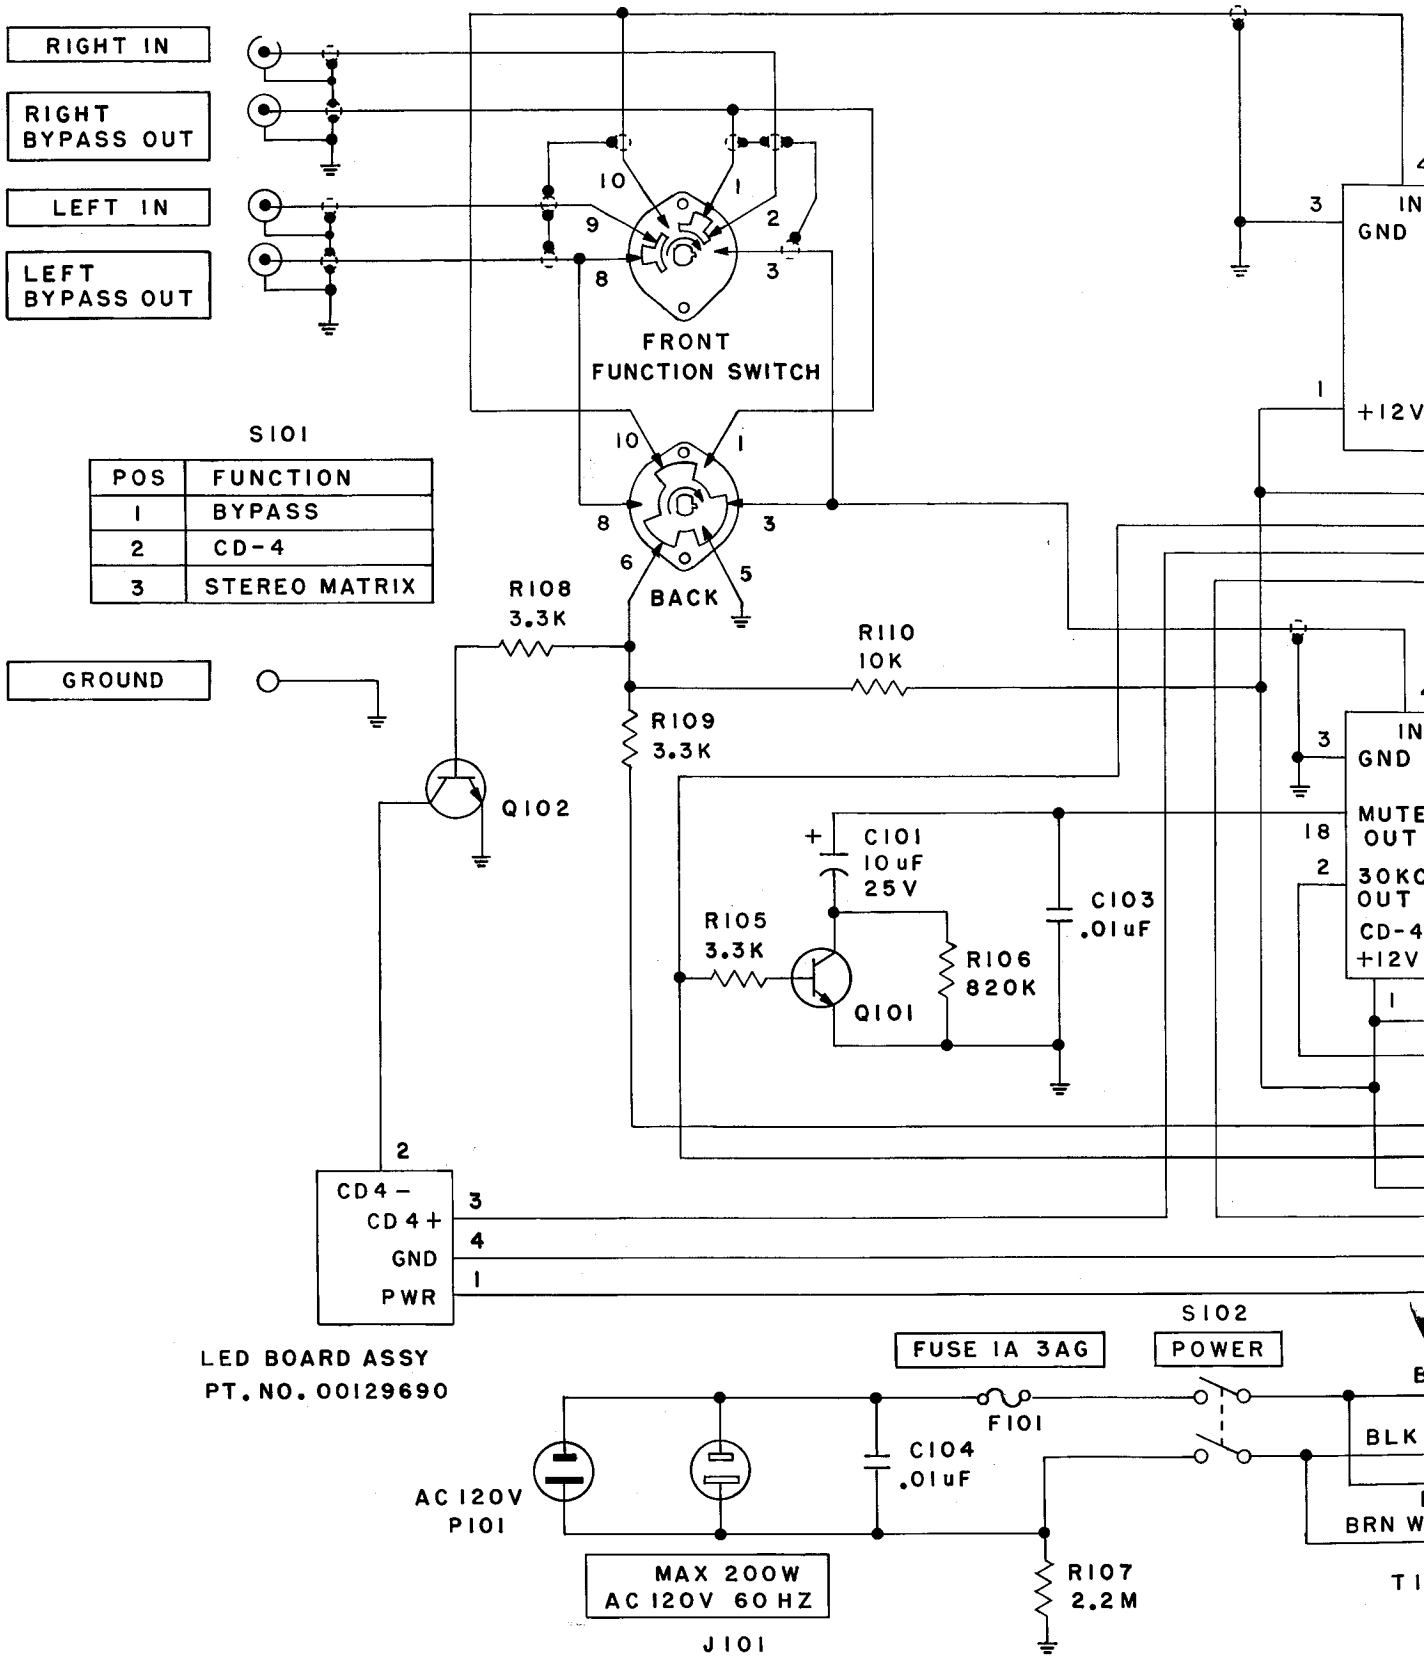 RIGHT IN
RIGHT
BYPASS OUT
LEFT IN
LEFT
BYPASS OUT
10
1
9
2
8
3
FRONT
FUNCTION SWITCH
4
3
IN
GND
1
+12V
S101
POS FUNCTION
1 BYPASS
2 CD-4
3 STEREO MATRIX
10
1
8
3
6
5
BACK
R108
3.3K
R110
10K
GROUND
R109
3.3K
Q102
3
IN
GND
MUTE
18
OUT
2
OUT
CD-4
+12V
1
+
C101
10uF
25V
C103
.01uF
R105
3.3K
R106
820K
Q101
2
CD4-
CD4+
3
GND
4
PWR
1
LED BOARD ASSY
PT. NO. 00129690
S102
FUSE 1A 3AG
POWER
F101
C104
.01uF
BLK
AC 120V
P101
BRN W
MAX 200W
AC 120V 60 HZ
J101
R107
2.2M